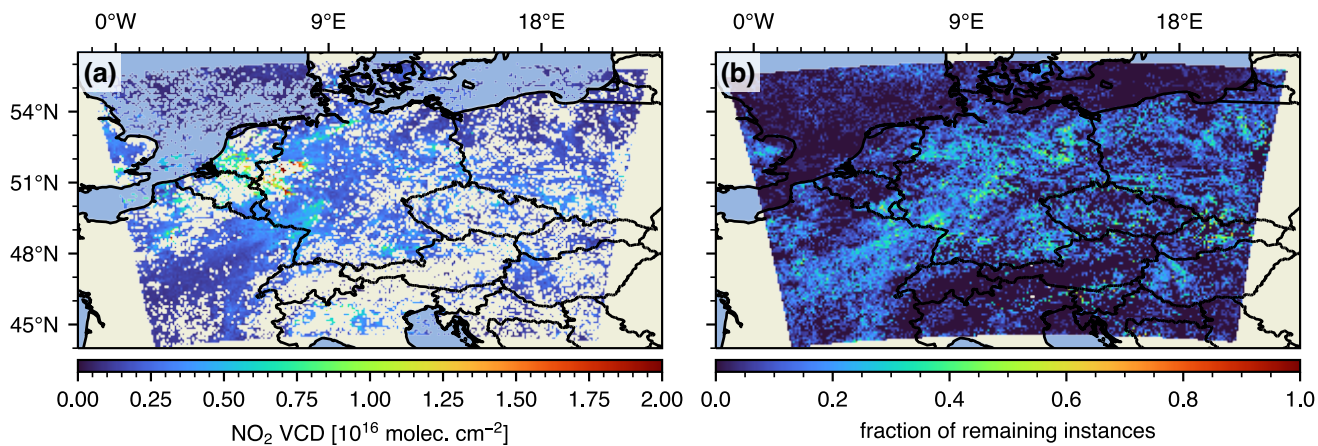 0°W 9°E 18°E 0°W 9°E 18°E
(a) (b)
54°N 54°N
51°N 51°N
48°N 48°N
45°N 45°N
0.00 0.25 0.50 0.75 1.00 1.25 1.50 1.75 2.00 0.0 0.2 0.4 0.6 0.8 1.0
NO₂ VCD [10¹⁶ molec. cm⁻²] fraction of remaining instances